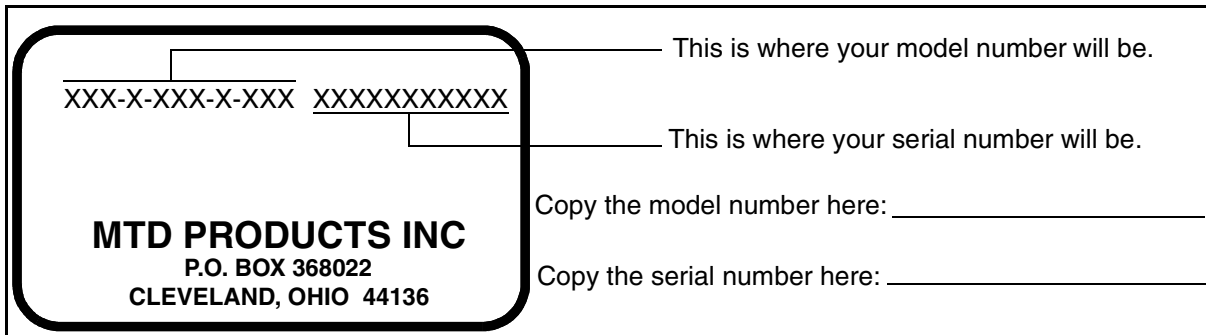 This is where your model number will be.
XXX-X-XXX-X-XXX XXXXXXXXXXX
This is where your serial number will be.
Copy the model number here:
MTD PRODUCTS INC
P.O. BOX 368022
Copy the serial number here:
CLEVELAND, OHIO 44136